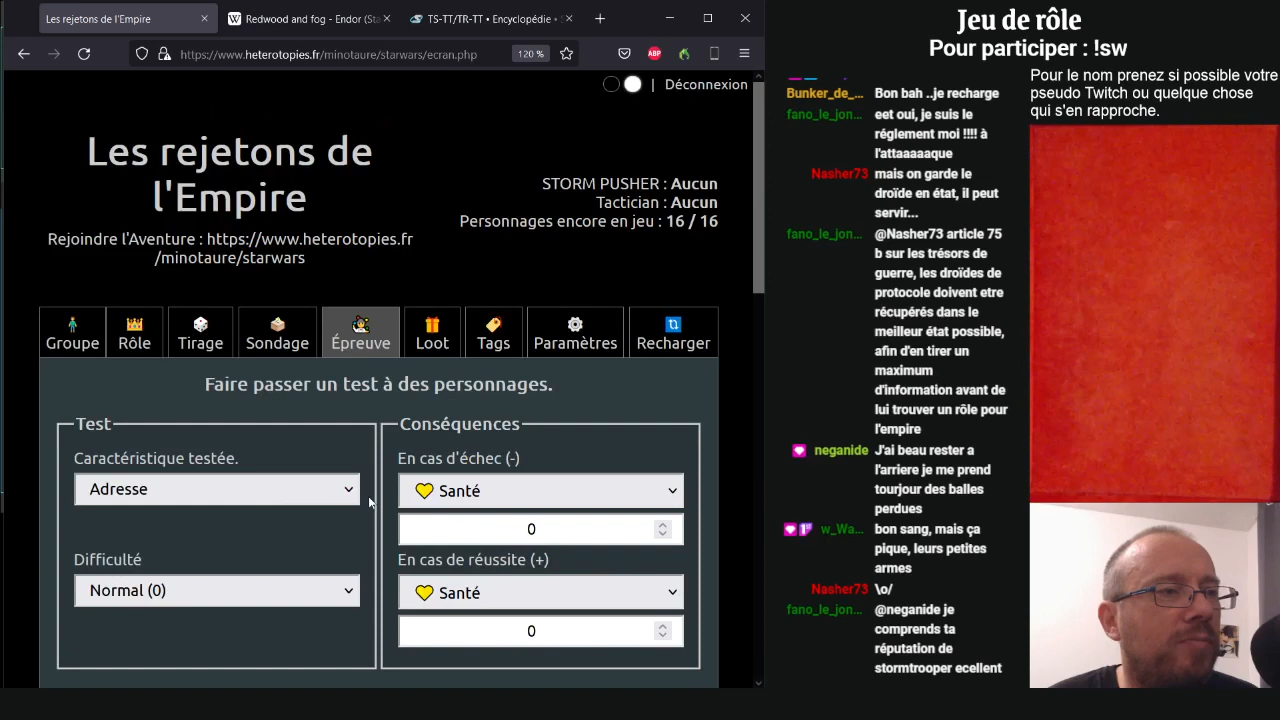 Les rejetons de l'Empire
Redwood and fog - Endor (Sta
TS-TT/TR-TT • Encyclopédie •
https://www.heterotopies.fr/minotaure/starwars/ecran.php
120 %
ABP
| Déconnexion
Les rejetons de
l'Empire
Rejoindre l'Aventure : https://www.heterotopies.fr
/minotaure/starwars
STORM PUSHER : Aucun
Tactician : Aucun
Personnages encore en jeu : 16 / 16
Groupe
Rôle
Tirage
Sondage
Épreuve
Loot
Tags
Paramètres
Recharger
Faire passer un test à des personnages.
Test
Caractéristique testée.
Adresse
Difficulté
Normal (0)
Conséquences
En cas d'échec (-)
Santé
0
En cas de réussite (+)
Santé
0
Bunker_de_... Bon bah ..je recharge
fano_le_jon... eet oui, je suis le
réglement moi !!!! à
l'attaaaaaque
Nasher73 mais on garde le
droïde en état, il peut
servir...
fano_le_jon... @Nasher73 article 75
b sur les trésors de
guerre, les droïdes de
protocole doivent etre
récupérés dans le
meilleur état possible,
afin d'en tirer un
maximum
d'information avant de
lui trouver un rôle pour
l'empire
neganide J'ai beau rester a
l'arriere je me prend
tourjour des balles
perdues
w_Wa... bon sang, mais ça
pique, leurs petites
armes
Nasher73 \o/
fano_le_jon... @neganide je
comprends ta
réputation de
stormtrooper ecellent
Jeu de rôle
Pour participer : !sw
Pour le nom prenez si possible votre
pseudo Twitch ou quelque chose
qui s'en rapproche.